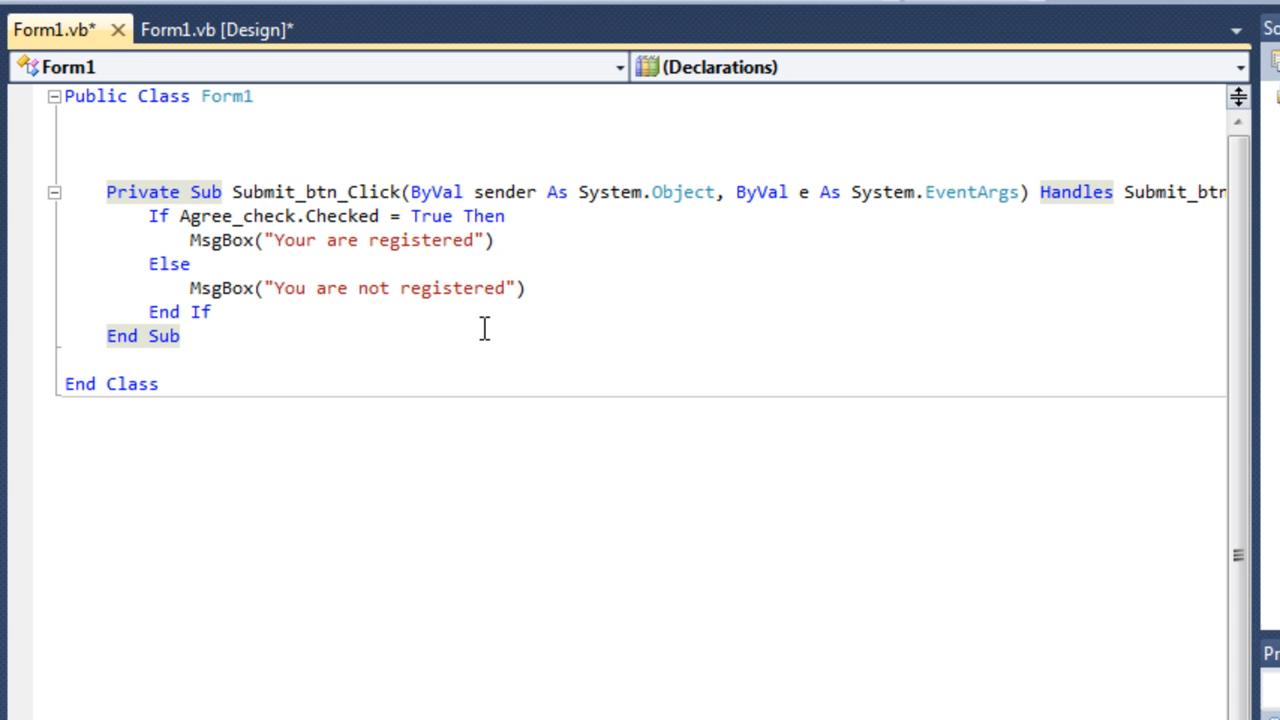 Form1.vb* Form1.vb [Design]*
Form1 (Declarations)
Public Class Form1
Private Sub Submit_btn_Click(ByVal sender As System.Object, ByVal e As System.EventArgs) Handles Submit_btn
If Agree_check.Checked = True Then
MsgBox("Your are registered")
Else
MsgBox("You are not registered")
End If
End Sub
End Class